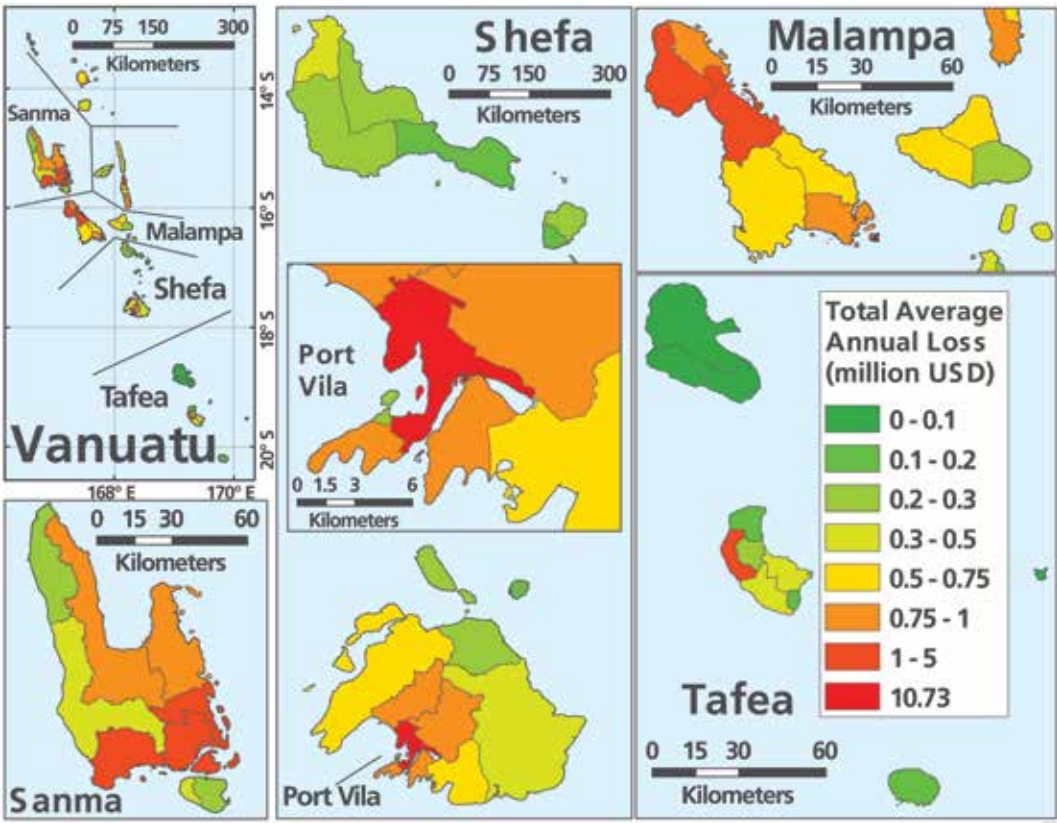 0 75 150 300
Kilometers
Sanma
Malampa
Shefa
Tafea
Vanuatu
14°S
16°S
18°S
20°S
168°E
170°E
Shefa
0 75 150 300
Kilometers
Malampa
0 15 30 60
Kilometers
Port
Vila
0 1.5 3 6
Kilometers
Total Average
Annual Loss
(million USD)
0 - 0.1
0.1 - 0.2
0.2 - 0.3
0.3 - 0.5
0.5 - 0.75
0.75 - 1
1 - 5
10.73
0 15 30 60
Kilometers
Sanma
Port Vila
Tafea
0 15 30 60
Kilometers